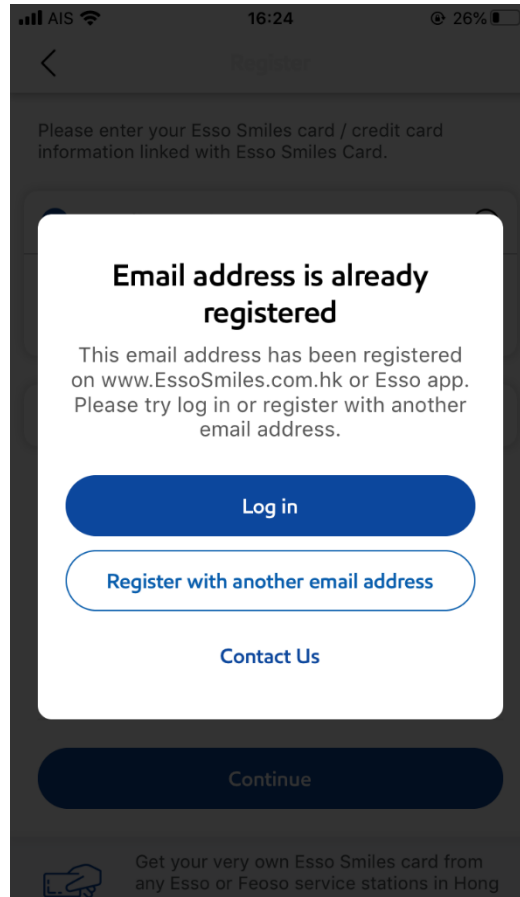 AIS 16:24 26%
Register
Please enter your Esso Smiles card / credit card
information linked with Esso Smiles Card.
Email address is already
registered
This email address has been registered
on www.EssoSmiles.com.hk or Esso app.
Please try log in or register with another
email address.
Log in
Register with another email address
Contact Us
Continue
Get your very own Esso Smiles card from
any Esso or Feoso service stations in Hong